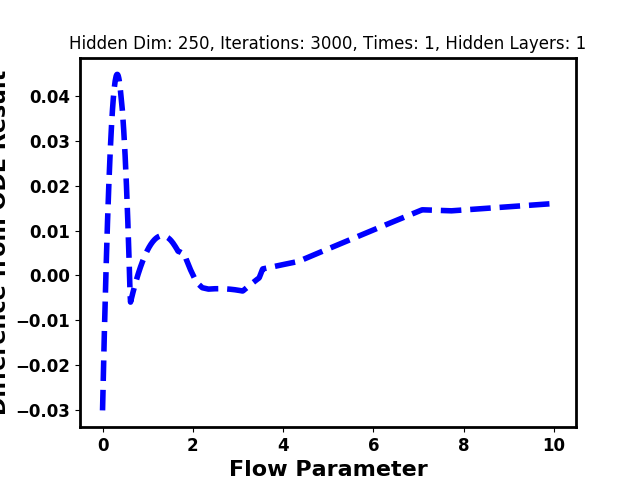 Hidden Dim: 250, Iterations: 3000, Times: 1, Hidden Layers: 1
Difference from ODE Result
0.04
0.03
0.02
0.01
0.00
−0.01
−0.02
−0.03
0 2 4 6 8 10
Flow Parameter